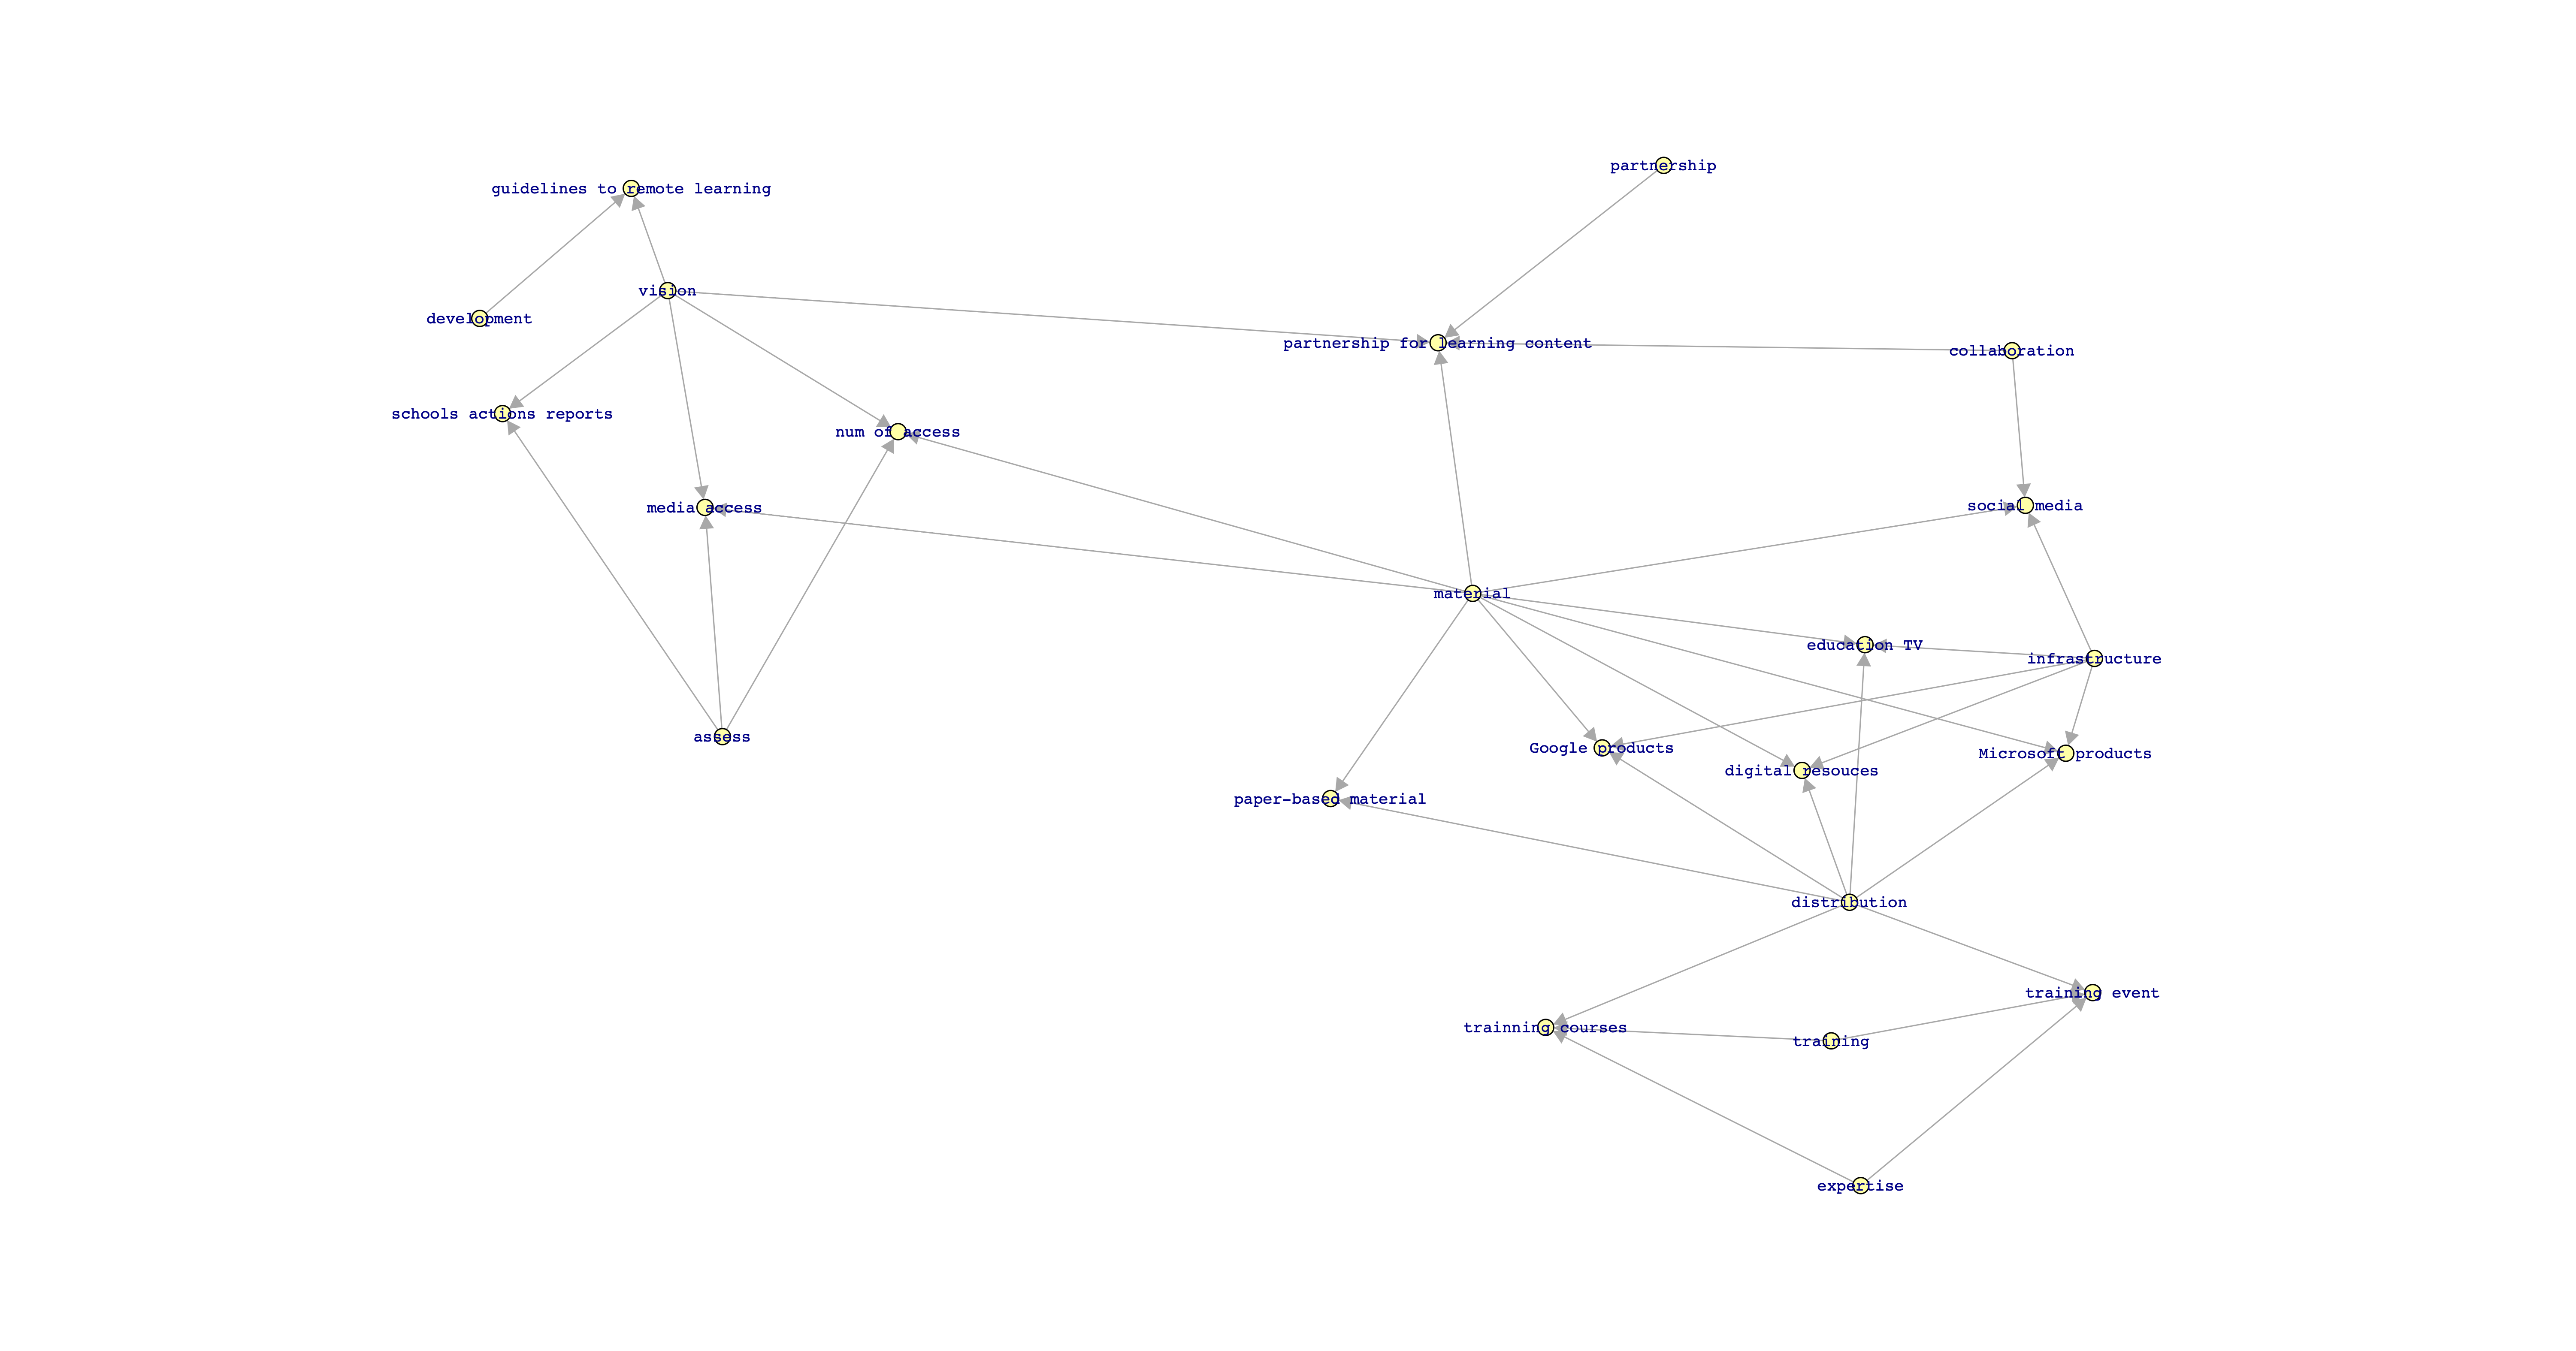 partnership
guidelines to remote learning
vision
development
partnership for learning content
collaboration
schools actions reports
num of access
media access
social media
material
education TV
infrastructure
assess
Google products
Microsoft products
digital resouces
paper-based material
distribution
training event
trainning courses
training
expertise